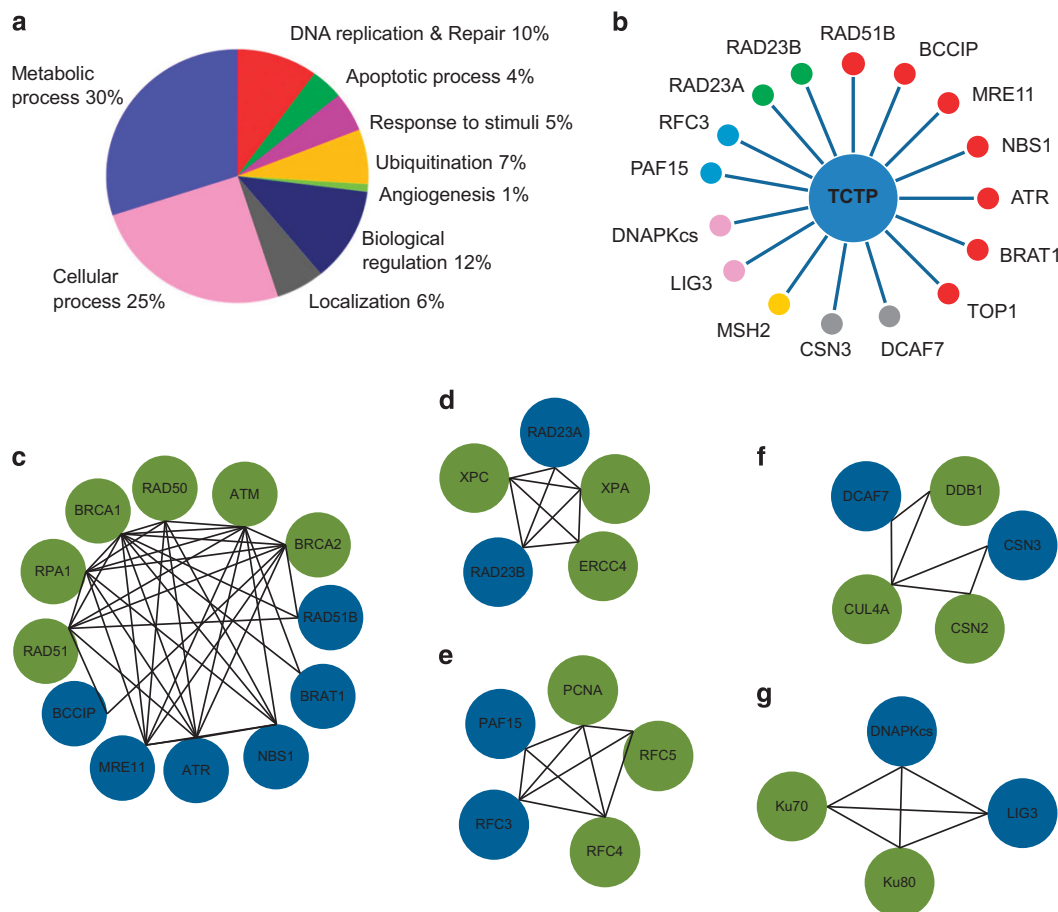 a
DNA replication & Repair 10%
Apoptotic process 4%
Response to stimuli 5%
Ubiquitination 7%
Angiogenesis 1%
Biological
regulation 12%
Localization 6%
Cellular
process 25%
Metabolic
process 30%
b
RAD51B
BCCIP
MRE11
NBS1
ATR
BRAT1
TOP1
DCAF7
CSN3
MSH2
LIG3
DNAPKcs
PAF15
RFC3
RAD23A
RAD23B
TCTP
c
RAD50
ATM
BRCA1
BRCA2
RPA1
RAD51B
RAD51
BRAT1
BCCIP
NBS1
MRE11
ATR
d
RAD23A
XPC
XPA
RAD23B
ERCC4
e
PCNA
PAF15
RFC5
RFC3
RFC4
f
DCAF7
DDB1
CSN3
CUL4A
CSN2
g
DNAPKcs
Ku70
LIG3
Ku80